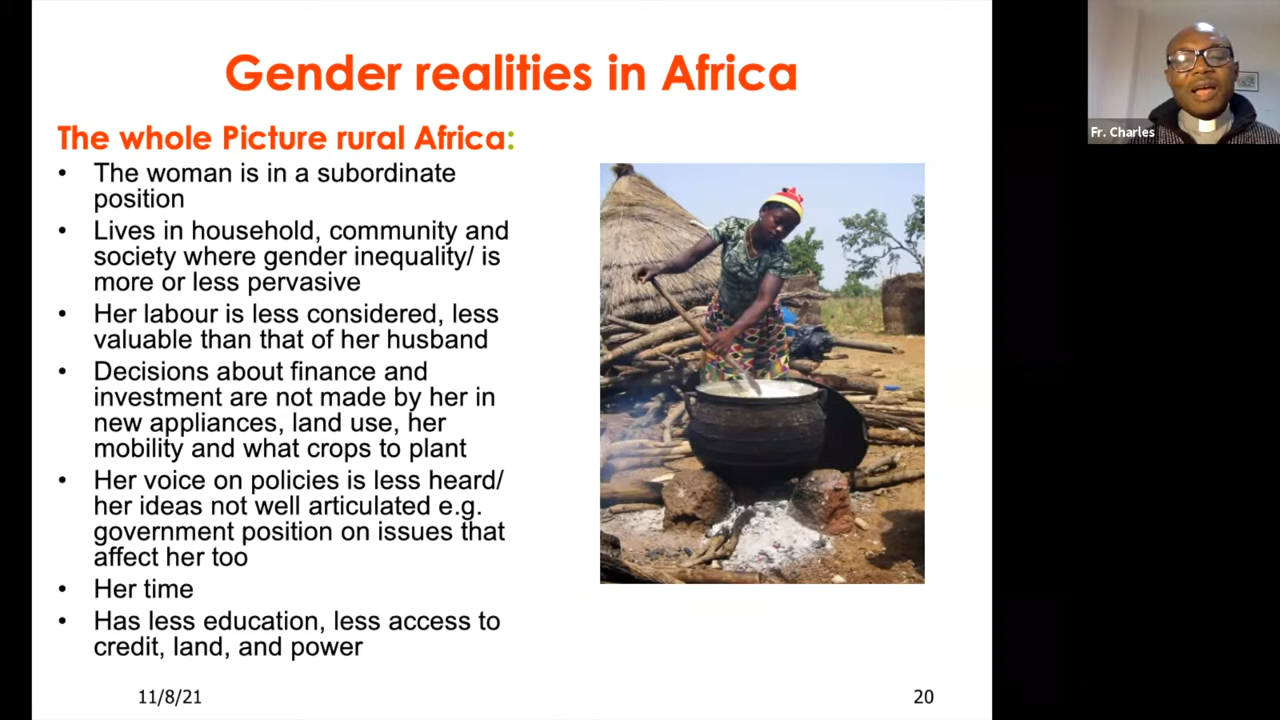 Gender realities in Africa
The whole Picture rural Africa:
• The woman is in a subordinate
position
• Lives in household, community and
society where gender inequality/ is
more or less pervasive
• Her labour is less considered, less
valuable than that of her husband
• Decisions about finance and
investment are not made by her in
new appliances, land use, her
mobility and what crops to plant
• Her voice on policies is less heard/
her ideas not well articulated e.g.
government position on issues that
affect her too
• Her time
• Has less education, less access to
credit, land, and power
11/8/21
20
Fr. Charles